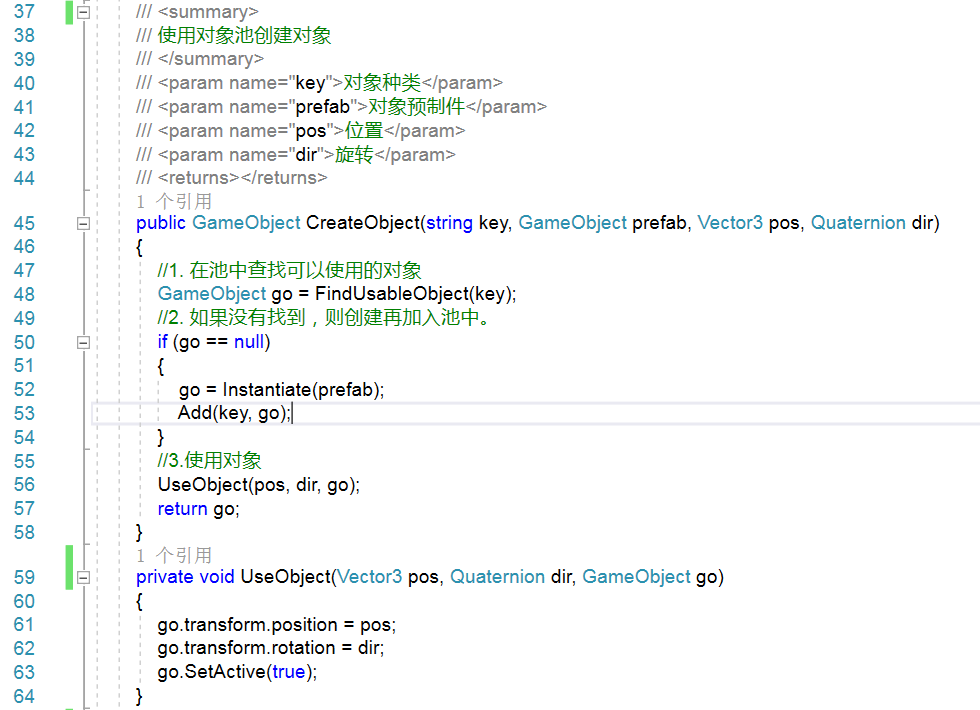 37 /// <summary>
38 /// 使用对象池创建对象
39 /// </summary>
40 /// <param name="key">对象种类</param>
41 /// <param name="prefab">对象预制件</param>
42 /// <param name="pos">位置</param>
43 /// <param name="dir">旋转</param>
44 /// <returns></returns>
1 个引用
45 public GameObject CreateObject(string key, GameObject prefab, Vector3 pos, Quaternion dir)
46 {
47 //1. 在池中查找可以使用的对象
48 GameObject go = FindUsableObject(key);
49 //2. 如果没有找到，则创建再加入池中。
50 if (go == null)
51 {
52 go = Instantiate(prefab);
53 Add(key, go);
54 }
55 //3.使用对象
56 UseObject(pos, dir, go);
57 return go;
58 }
1 个引用
59 private void UseObject(Vector3 pos, Quaternion dir, GameObject go)
60 {
61 go.transform.position = pos;
62 go.transform.rotation = dir;
63 go.SetActive(true);
64 }